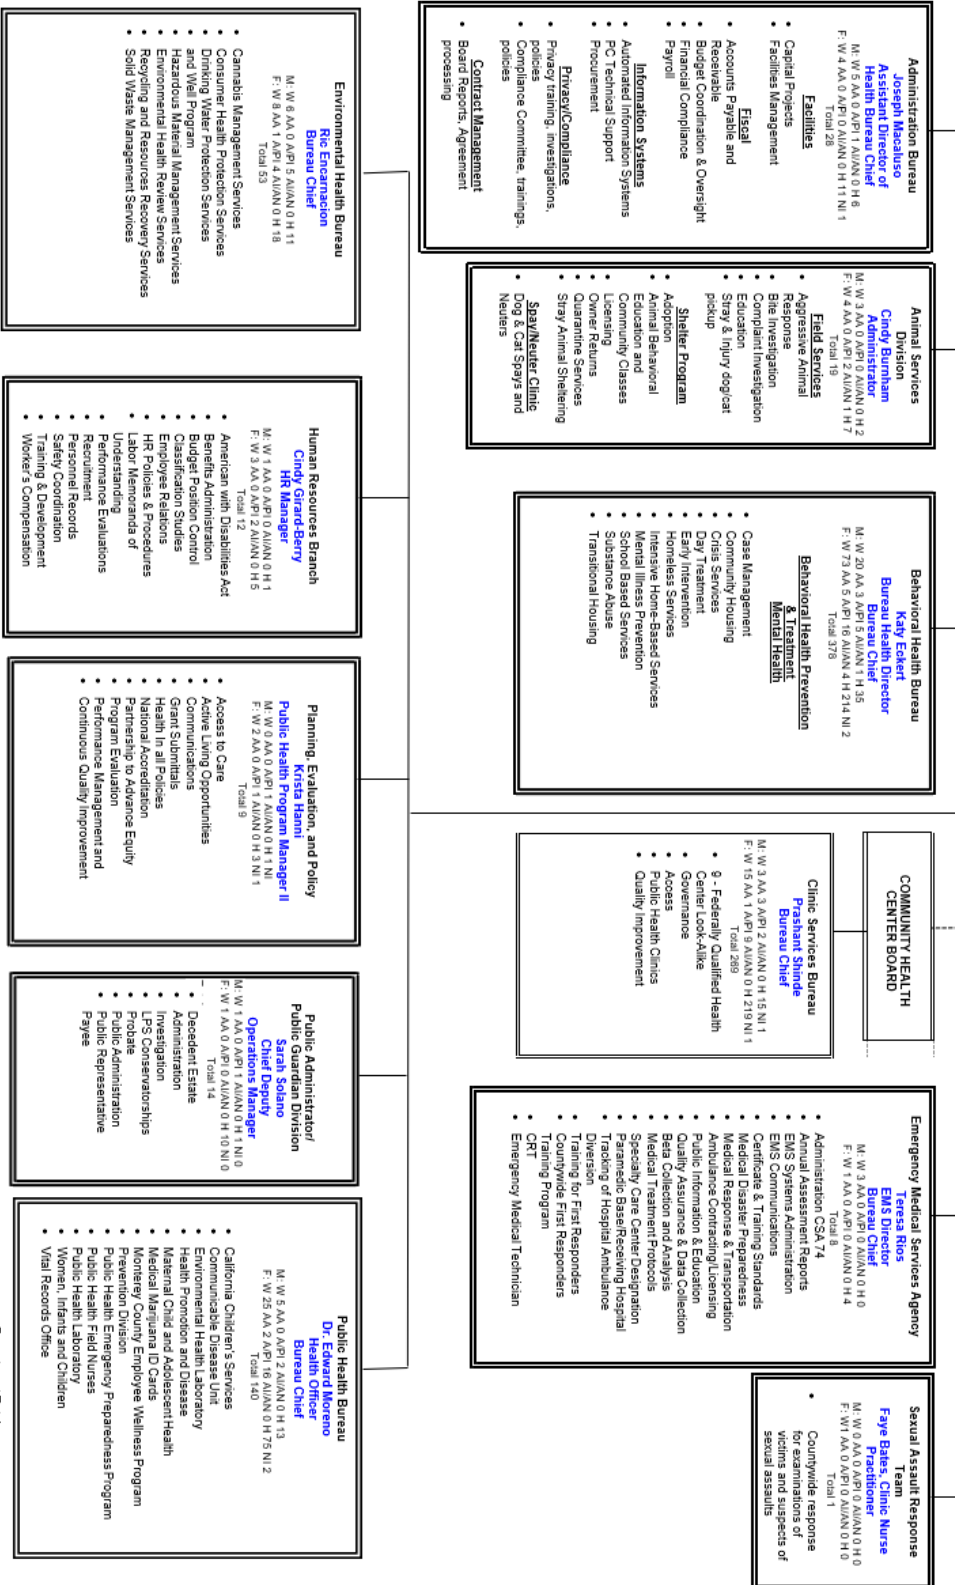 Administration Bureau
Joseph Macaluso
Assistant Director of
Health Bureau Chief
M: W 5 AA 0 A/PI 1 AI/AN 0 H 6
F: W 4 AA 0 A/PI 0 AI/AN 0 H 11 NI 1
Total 28
Facilities
• Capital Projects
• Facilities Management
Fiscal
• Accounts Payable and
Receivable
• Budget Coordination & Oversight
• Financial Compliance
• Payroll
Information Systems
• Automated Information Systems
• PC Technical Support
• Procurement
Privacy/Compliance
• Privacy training, investigations,
policies
• Compliance Committee, trainings,
policies
Contract Management
• Board Reports, Agreement
processing
Animal Services
Division
Cindy Burnham
Administrator
M: W 3 AA 0 A/PI 0 AI/AN 0 H 2
F: W 4 AA 0 A/PI 2 AI/AN 1 H 7
Total 19
Field Services
• Aggressive Animal
Response
• Bite Investigation
• Complaint Investigation
• Education
• Stray & Injury dog/cat
pickup
Shelter Program
• Adoption
• Animal Behavioral
Education and
Community Classes
• Licensing
• Owner Returns
• Quarantine Services
• Stray Animal Sheltering
Spay/Neuter Clinic
• Dog & Cat Spays and
Neuters
Behavioral Health Bureau
Katy Eckert
Bureau Health Director
Bureau Chief
M: W 20 AA 3 A/PI 5 AI/AN 1 H 35
F: W 73 AA 5 A/PI 16 AI/AN 4 H 214 NI 2
Total 378
Behavioral Health Prevention
& Treatment
Mental Health
• Case Management
• Community Housing
• Crisis Services
• Day Treatment
• Early Intervention
• Homeless Services
• Intensive Home-Based Services
• Mental Illness Prevention
• School Based Services
• Substance Abuse
• Transitional Housing
COMMUNITY HEALTH
CENTER BOARD
Clinic Services Bureau
Prashant Shinde
Bureau Chief
M: W 3 AA 3 A/PI 2 AI/AN 0 H 15 NI 1
F: W 15 AA 1 A/PI 9 AI/AN 0 H 219 NI 1
Total 269
• 9 - Federally Qualified Health
Center Look-Alike
• Governance
• Access
• Public Health Clinics
• Quality Improvement
Emergency Medical Services Agency
Teresa Rios
EMS Director
Bureau Chief
M: W 3 AA 0 A/PI 0 AI/AN 0 H 0
F: W 1 AA 0 A/PI 0 AI/AN 0 H 4
Total 8
• Administration CSA 74
• Annual Assessment Reports
• EMS Systems Administration
• EMS Communications
• Certificate & Training Standards
• Medical Disaster Preparedness
• Medical Response & Transportation
• Ambulance Contracting/Licensing
• Public Information & Education
• Quality Assurance & Data Collection
• Beta Collection and Analysis
• Medical Treatment Protocols
• Specialty Care Center Designation
• Paramedic Base/Receiving Hospital
• Tracking of Hospital Ambulance
Diversion
• Training for First Responders
• Countywide First Responders
Training Program
• CRT
• Emergency Medical Technician
Sexual Assault Response
Team
Faye Bates, Clinic Nurse
Practitioner
M: W 0 AA 0 A/PI 0 AI/AN 0 H 0
F: W1 AA 0 A/PI 0 AI/AN 0 H 0
Total 1
• Countywide response
for examinations of
victims and suspects of
sexual assaults
Environmental Health Bureau
Ric Encarnacion
Bureau Chief
M: W 6 AA 0 A/PI 5 AI/AN 0 H 11
F: W 8 AA 1 A/PI 4 AI/AN 0 H 18
Total 53
• Cannabis Management Services
• Consumer Health Protection Services
• Drinking Water Protection Services
and Well Program
• Hazardous Material Management Services
• Environmental Health Review Services
• Recycling and Resources Recovery Services
• Solid Waste Management Services
Human Resources Branch
Cindy Girard-Berry
HR Manager
M: W 1 AA 0 A/PI 0 AI/AN 0 H 1
F: W 3 AA 0 A/PI 2 AI/AN 0 H 5
Total 12
• American with Disabilities Act
• Benefits Administration
• Budget Position Control
• Classification Studies
• Employee Relations
• HR Policies & Procedures
• Labor Memoranda of
Understanding
• Performance Evaluations
• Recruitment
• Personnel Records
• Safety Coordination
• Training & Development
• Worker's Compensation
Planning, Evaluation, and Policy
Krista Hanni
Public Health Program Manager II
M: W 0 AA 0 A/PI 1 AI/AN 0 H 1 NI
F: W 2 AA 0 A/PI 1 AI/AN 0 H 3 NI 1
Total 9
• Access to Care
• Active Living Opportunities
• Communications
• Grant Submittals
• Health In all Policies
• National Accreditation
• Partnership to Advance Equity
• Program Evaluation
• Performance Management and
• Continuous Quality Improvement
Public Administrator/
Public Guardian Division
Sarah Solano
Chief Deputy
Operations Manager
M: W 1 AA 0 A/PI 1 AI/AN 0 H 1 NI 0
F: W 1 AA 0 A/PI 0 AI/AN 0 H 10 NI 0
Total 14
• Decedent Estate
• Administration
• Investigation
• LPS Conservatorships
• Probate
• Public Administration
• Public Representative
Payee
Public Health Bureau
Dr. Edward Moreno
Health Officer
Bureau Chief
M: W 5 AA 0 A/PI 2 AI/AN 0 H 13
F: W 25 AA 2 A/PI 16 AI/AN 0 H 75 NI 2
Total 140
• California Children's Services
• Communicable Disease Unit
• Environmental Health Laboratory
• Health Promotion and Disease
• Maternal Child and Adolescent Health
• Medical Marijuana ID Cards
• Monterey County Employee Wellness Program
• Prevention Division
• Public Health Emergency Preparedness Program
• Public Health Field Nurses
• Public Health Laboratory
• Women, Infants and Children
• Vital Records Office